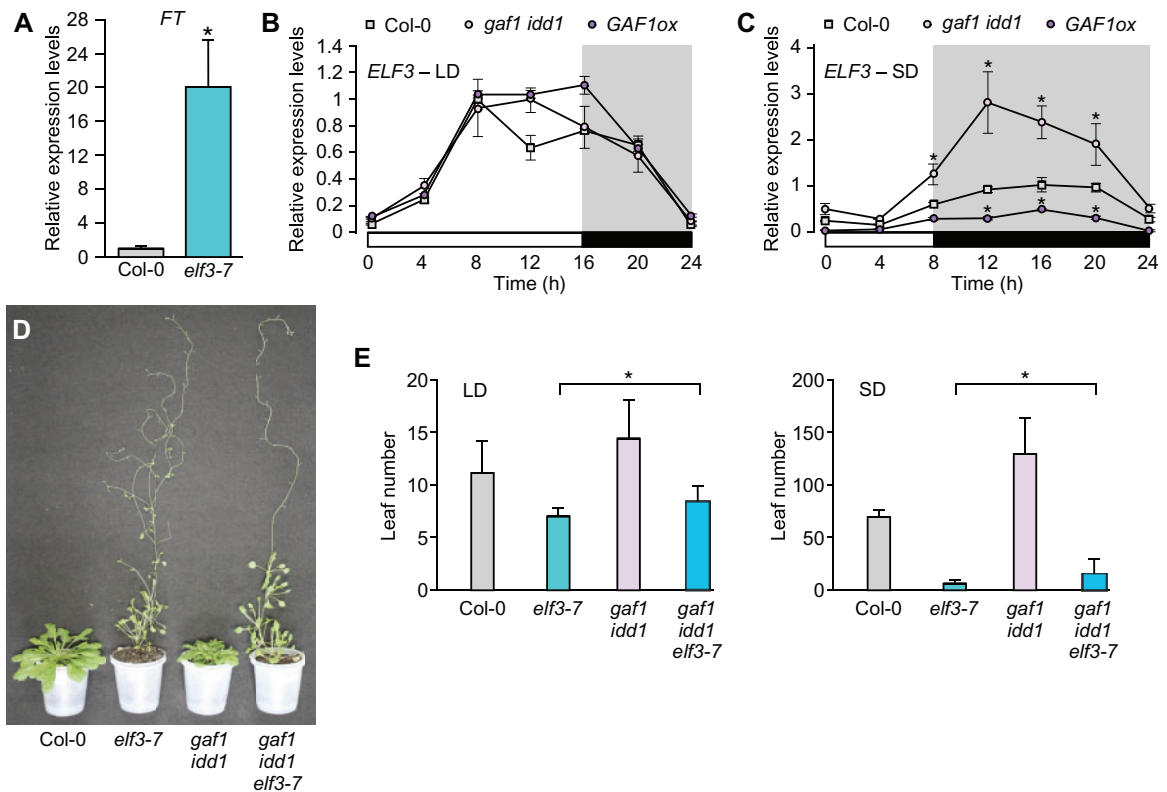 A
FT
Relative expression levels
28
24
20
16
12
8
4
0
*
Col-0
elf3-7
B
Col-0 gaf1 idd1 GAF1ox
ELF3 – LD
Relative expression levels
1.4
1.2
1
0.8
0.6
0.4
0.2
0
0 4 8 12 16 20 24
Time (h)
C
Col-0 gaf1 idd1 GAF1ox
ELF3 – SD
Relative expression levels
4
3
2
1
0
* * * *
* * *
0 4 8 12 16 20 24
Time (h)
D
Col-0 elf3-7 gaf1 gaf1
idd1 idd1
elf3-7
E
LD
*
Leaf number
20
15
10
5
0
Col-0 elf3-7 gaf1 gaf1
idd1 idd1
elf3-7
SD
*
Leaf number
200
150
100
50
0
Col-0 elf3-7 gaf1 gaf1
idd1 idd1
elf3-7